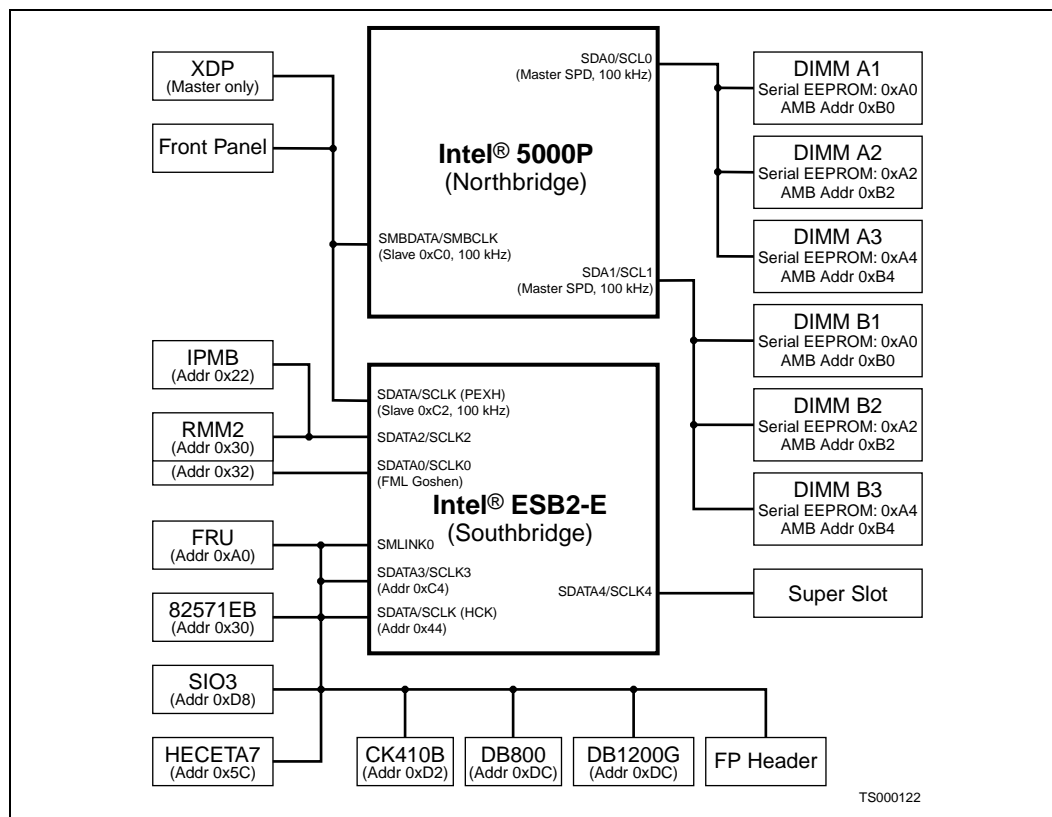 XDP
(Master only)
Front Panel
SDA0/SCL0
(Master SPD, 100 kHz)
Intel® 5000P
(Northbridge)
SMBDATA/SMBCLK
(Slave 0xC0, 100 kHz)
SDA1/SCL1
(Master SPD, 100 kHz)
DIMM A1
Serial EEPROM: 0xA0
AMB Addr 0xB0
DIMM A2
Serial EEPROM: 0xA2
AMB Addr 0xB2
DIMM A3
Serial EEPROM: 0xA4
AMB Addr 0xB4
DIMM B1
Serial EEPROM: 0xA0
AMB Addr 0xB0
DIMM B2
Serial EEPROM: 0xA2
AMB Addr 0xB2
DIMM B3
Serial EEPROM: 0xA4
AMB Addr 0xB4
IPMB
(Addr 0x22)
RMM2
(Addr 0x30)
(Addr 0x32)
FRU
(Addr 0xA0)
82571EB
(Addr 0x30)
SIO3
(Addr 0xD8)
HECETA7
(Addr 0x5C)
SDATA/SCLK (PEXH)
(Slave 0xC2, 100 kHz)
SDATA2/SCLK2
SDATA0/SCLK0
(FML Goshen)
Intel® ESB2-E
(Southbridge)
SMLINK0
SDATA3/SCLK3
(Addr 0xC4)
SDATA4/SCLK4
SDATA/SCLK (HCK)
(Addr 0x44)
Super Slot
CK410B
(Addr 0xD2)
DB800
(Addr 0xDC)
DB1200G
(Addr 0xDC)
FP Header
TS000122